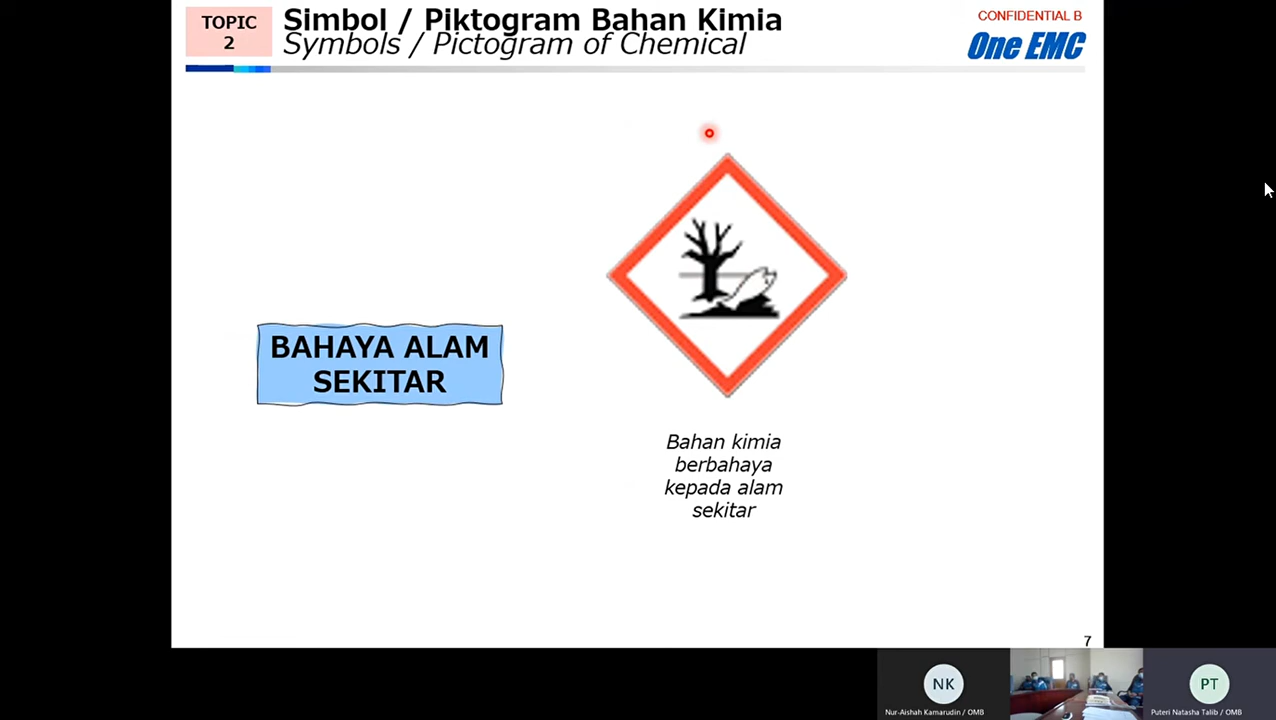 TOPIC
2
Simbol / Piktogram Bahan Kimia
Symbols / Pictogram of Chemical
CONFIDENTIAL B
One EMC
BAHAYA ALAM
SEKITAR
Bahan kimia
berbahaya
kepada alam
sekitar
7
NK
Nur-Aishah Kamarudin / OMB
PT
Puteri Natasha Talib / OMB